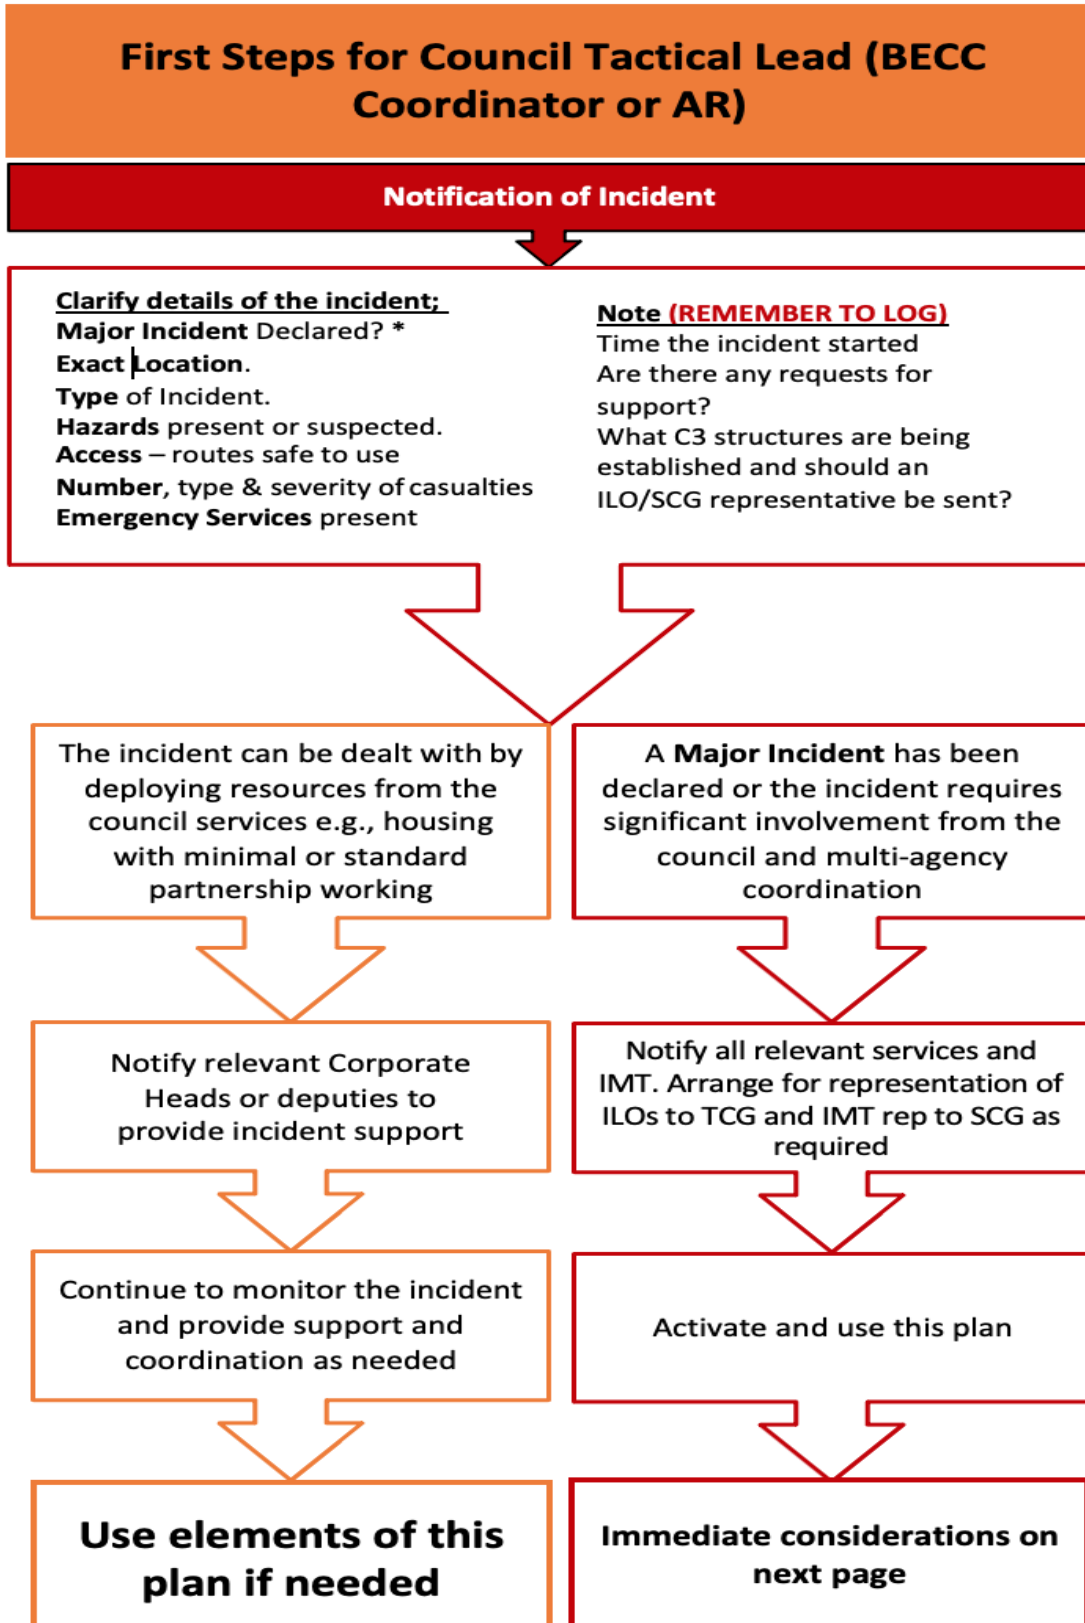 First Steps for Council Tactical Lead (BECC
Coordinator or AR)
Notification of Incident
Clarify details of the incident;
Major Incident Declared? *
Exact Location.
Type of Incident.
Hazards present or suspected.
Access – routes safe to use
Number, type & severity of casualties
Emergency Services present
Note (REMEMBER TO LOG)
Time the incident started
Are there any requests for
support?
What C3 structures are being
established and should an
ILO/SCG representative be sent?
The incident can be dealt with by
deploying resources from the
council services e.g., housing
with minimal or standard
partnership working
A Major Incident has been
declared or the incident requires
significant involvement from the
council and multi-agency
coordination
Notify relevant Corporate
Heads or deputies to
provide incident support
Notify all relevant services and
IMT. Arrange for representation of
ILOs to TCG and IMT rep to SCG as
required
Continue to monitor the incident
and provide support and
coordination as needed
Activate and use this plan
Use elements of this
plan if needed
Immediate considerations on
next page